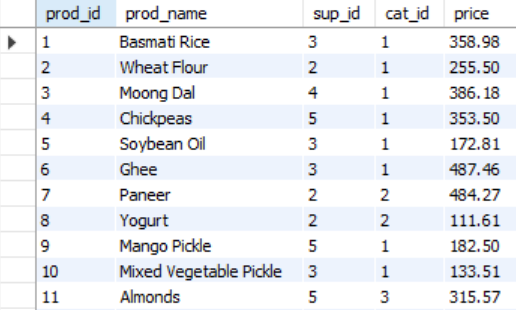 prod_id prod_name sup_id cat_id price
1 Basmati Rice 3 1 358.98
2 Wheat Flour 2 1 255.50
3 Moong Dal 4 1 386.18
4 Chickpeas 5 1 353.50
5 Soybean Oil 3 1 172.81
6 Ghee 3 1 487.46
7 Paneer 2 2 484.27
8 Yogurt 2 2 111.61
9 Mango Pickle 5 1 182.50
10 Mixed Vegetable Pickle 3 1 133.51
11 Almonds 5 3 315.57